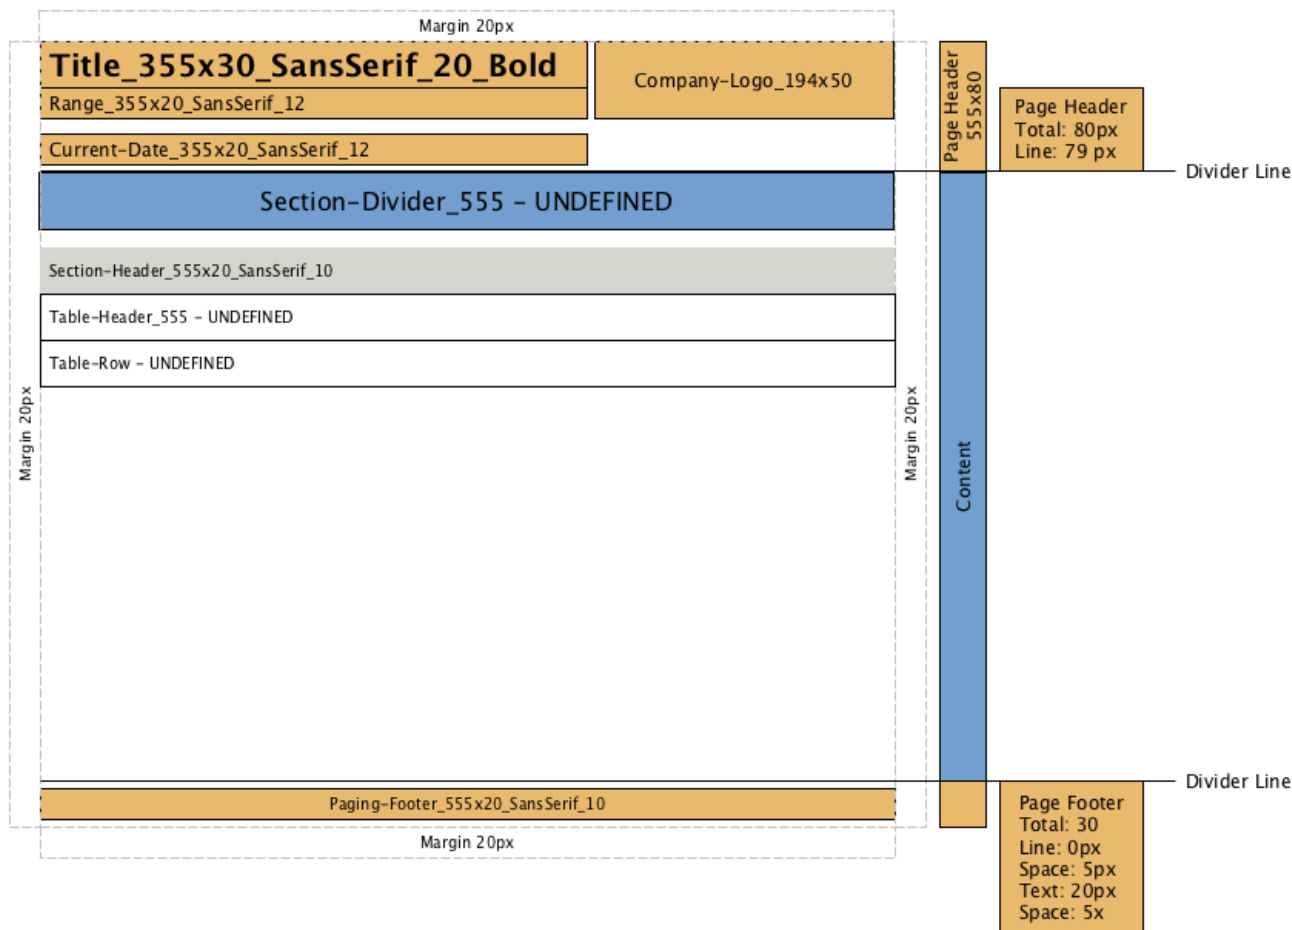 Margin 20px
Title_355x30_SansSerif_20_Bold
Range_355x20_SansSerif_12
Company-Logo_194x50
Current-Date_355x20_SansSerif_12
Page Header
555x80
Page Header
Total: 80px
Line: 79 px
Divider Line
Section-Divider_555 - UNDEFINED
Section-Header_555x20_SansSerif_10
Table-Header_555 - UNDEFINED
Table-Row - UNDEFINED
Margin 20px
Margin 20px
Content
Divider Line
Paging-Footer_555x20_SansSerif_10
Margin 20px
Page Footer
Total: 30
Line: 0px
Space: 5px
Text: 20px
Space: 5x